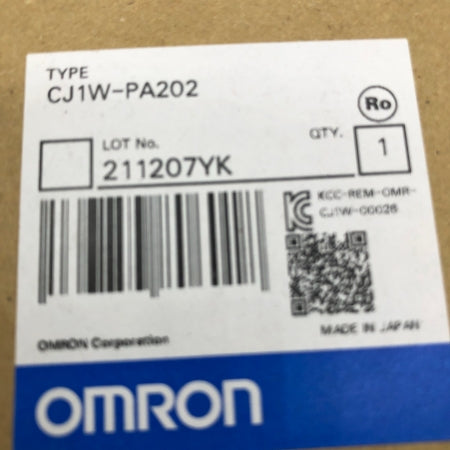 TYPE
CJ1W-PA202
Ro
LOT No.
211207YK
QTY.
1
KCC-REM-OMR-
CJ1W-00026
MADE IN JAPAN
OMRON Corporation
OMRON